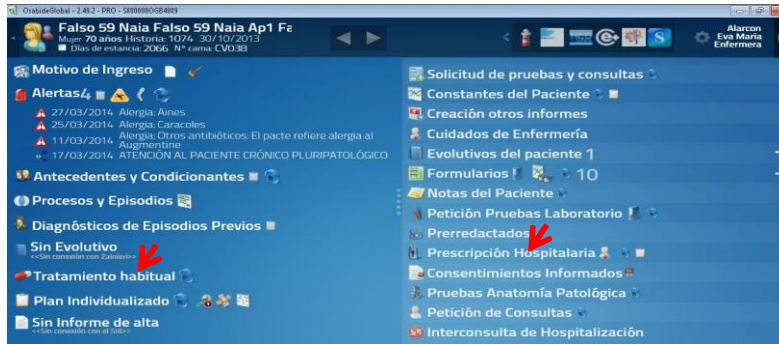 OsabideGlobal - 2.49.2 - PRO -
Falso 59 Naia Falso 59 Naia Ap1 Fa
Mujer 70 años Historia: 1074 30/10/2013
Días de estancia: 2066 Nº cama: CV03B
Alarcon
Eva Maria
Enfermera
Motivo de Ingreso
Alertas 4
27/03/2014 Alergia: Aines
25/03/2014 Alergia: Caracoles
11/03/2014 Alergia: Otros antibióticos: El pacte refiere alergia al
Augmentine
17/03/2014 ATENCIÓN AL PACIENTE CRÓNICO PLURIPATOLÓGICO
Antecedentes y Condicionantes
Procesos y Episodios
Diagnósticos de Episodios Previos
Sin Evolutivo
<<Sin conexión con Zainieri>>
Tratamiento habitual
Plan Individualizado
Sin Informe de alta
<<Sin conexión con el SIB>>
Solicitud de pruebas y consultas
Constantes del Paciente
Creación otros informes
Cuidados de Enfermería
Evolutivos del paciente 1
Formularios 10
Notas del Paciente
Petición Pruebas Laboratorio
Prerredactados
Prescripción Hospitalaria
Consentimientos Informados
Pruebas Anatomía Patológica
Petición de Consultas
Interconsulta de Hospitalización